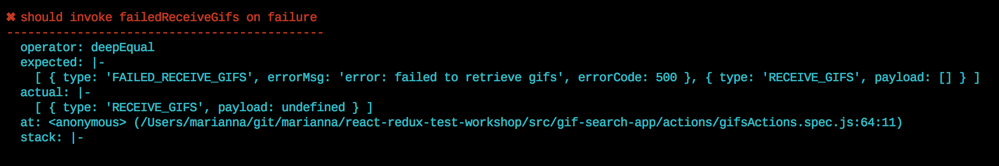 ✖ should invoke failedReceiveGifs on failure
---------------------------------------------
operator: deepEqual
expected: |-
[ { type: 'FAILED_RECEIVE_GIFS', errorMsg: 'error: failed to retrieve gifs', errorCode: 500 }, { type: 'RECEIVE_GIFS', payload: [] } ]
actual: |-
[ { type: 'RECEIVE_GIFS', payload: undefined } ]
at: <anonymous> (/Users/marianna/git/marianna/react-redux-test-workshop/src/gif-search-app/actions/gifsActions.spec.js:64:11)
stack: |-